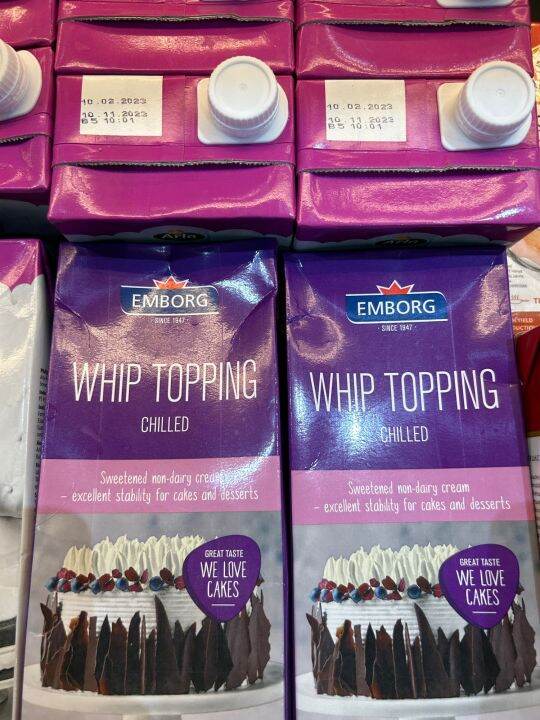 10.02.2023
10.11.2023
B5 10:01
10.02.2023
10.11.2023
B5 10:01
Arla
EMBORG
SINCE 1947
WHIP TOPPING
CHILLED
Sweetened non-dairy cream
– excellent stability for cakes and desserts
GREAT TASTE
WE LOVE
CAKES
EMBORG
· SINCE 1947 ·
WHIP TOPPING
CHILLED
Sweetened non-dairy cream
– excellent stability for cakes and desserts
GREAT TASTE
WE LOVE
CAKES